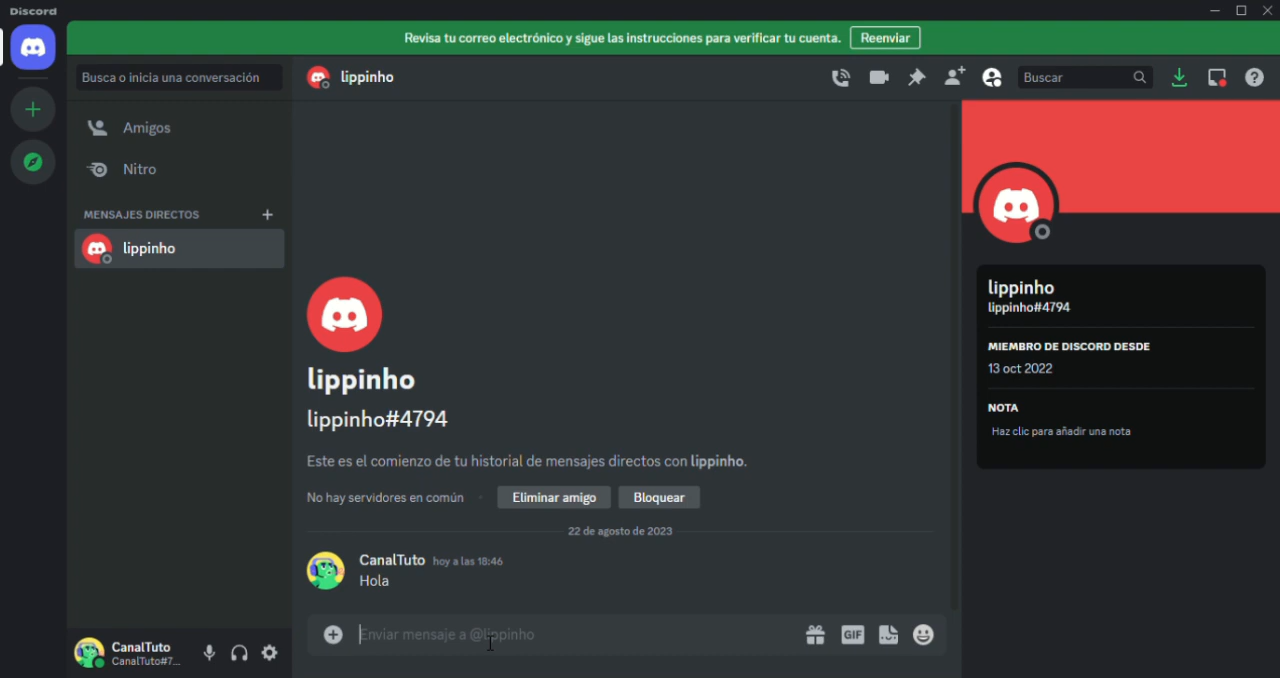 Discord
Revisa tu correo electrónico y sigue las instrucciones para verificar tu cuenta.
Reenviar
Busca o inicia una conversación
lippinho
Buscar
Amigos
Nitro
MENSAJES DIRECTOS
lippinho
lippinho
lippinho#4794
Este es el comienzo de tu historial de mensajes directos con lippinho.
No hay servidores en común
Eliminar amigo
Bloquear
22 de agosto de 2023
CanalTuto hoy a las 18:46
Hola
Enviar mensaje a @lippinho
GIF
CanalTuto
CanalTuto#7...
lippinho
lippinho#4794
MIEMBRO DE DISCORD DESDE
13 oct 2022
NOTA
Haz clic para añadir una nota